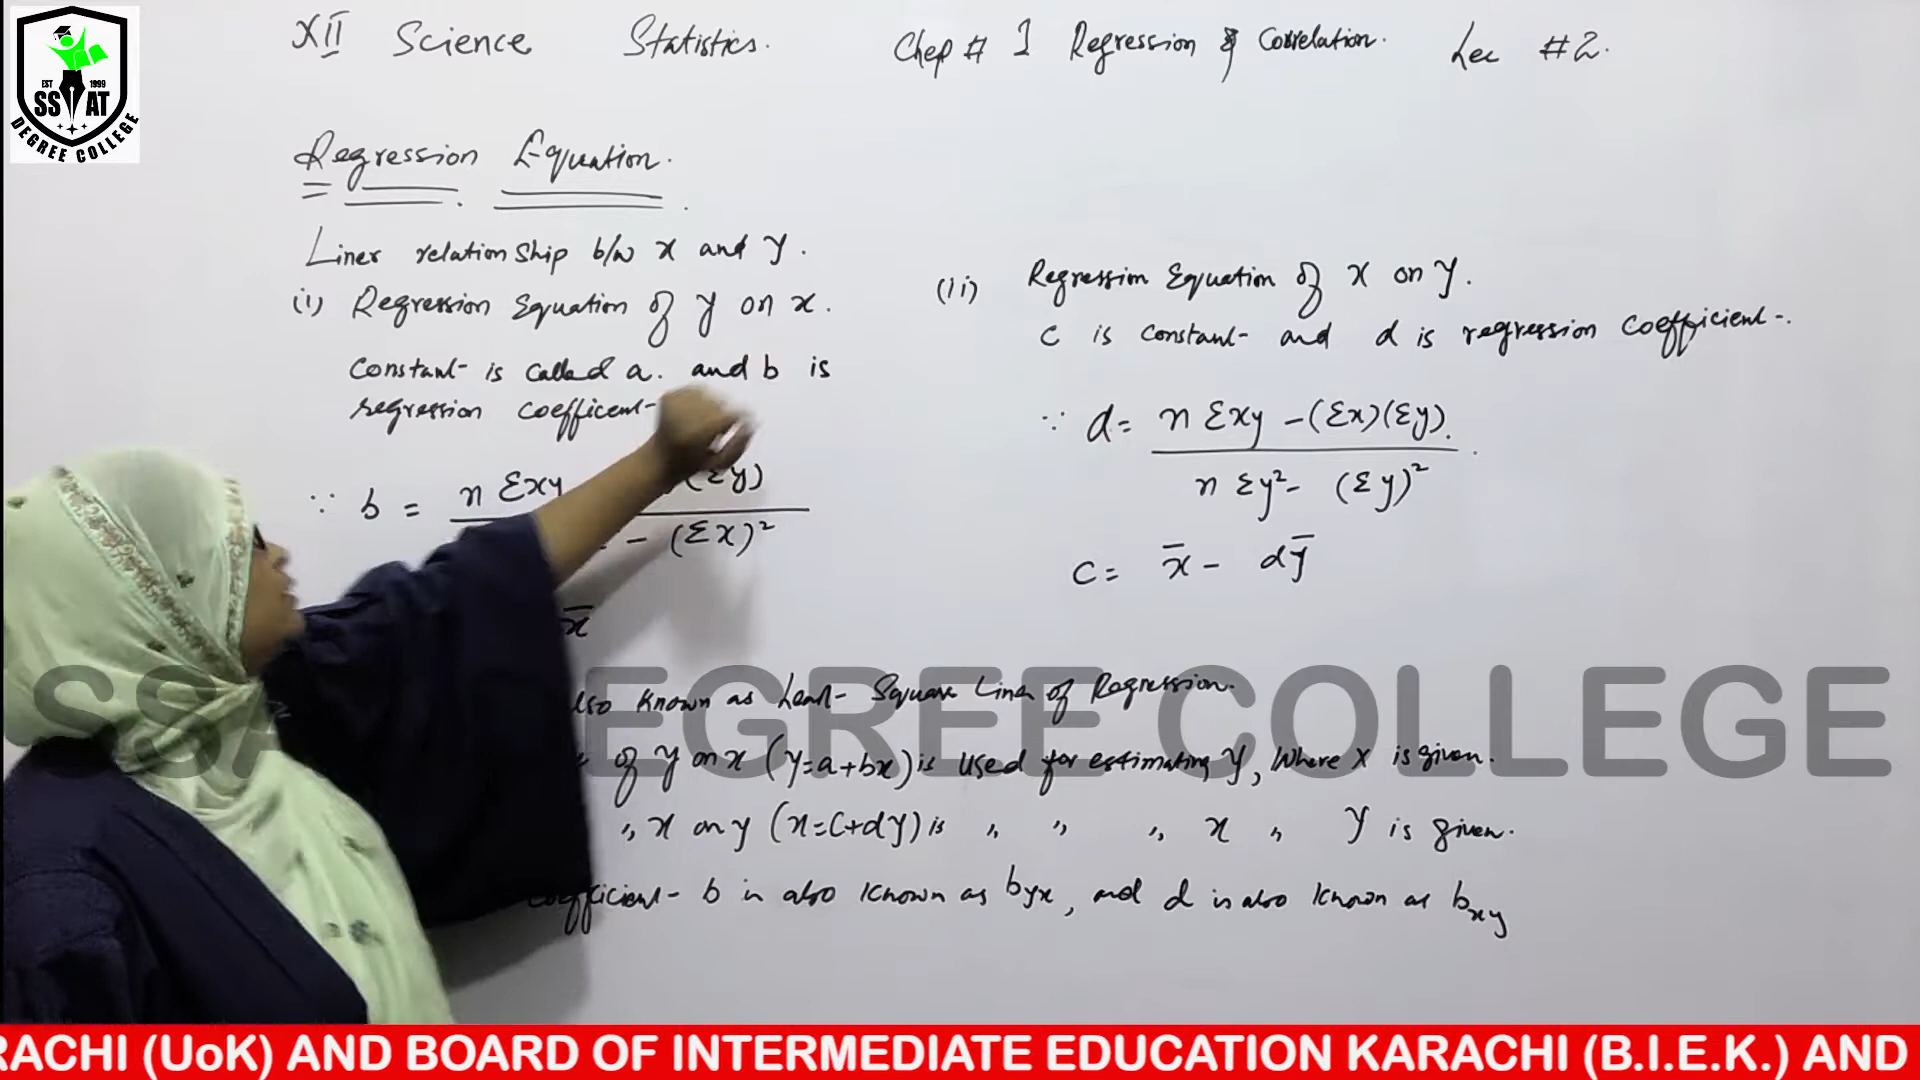 XII Science Statistics. Chep # 1 Regression & Correlation. Lec #2.
EST 1999
SS AT
DEGREE COLLEGE
Regression Equation.
Liner relationship b/w x and y.
(i) Regression Equation of y on x.
Constant is called a. and b is
regression coefficent
∵ b = n Σxy (Σy)
- (Σx)²
x̄
(ii) Regression Equation of x on y.
c is constant and d is regression coefficient.
∵ d = n Σxy - (Σx)(Σy).
n Σy² - (Σy)²
c = x̄ - dȳ
lso known as Least Square Line of Regression.
of y on x (y=a+bx) is used for estimating y, Where x is given.
〃 x on y (x=c+dy) is 〃 〃 〃 x 〃 y is given.
coefficient b is also known as byx, and d is also known as bxy
DEGREE COLLEGE
RACHI (UoK) AND BOARD OF INTERMEDIATE EDUCATION KARACHI (B.I.E.K.) AND